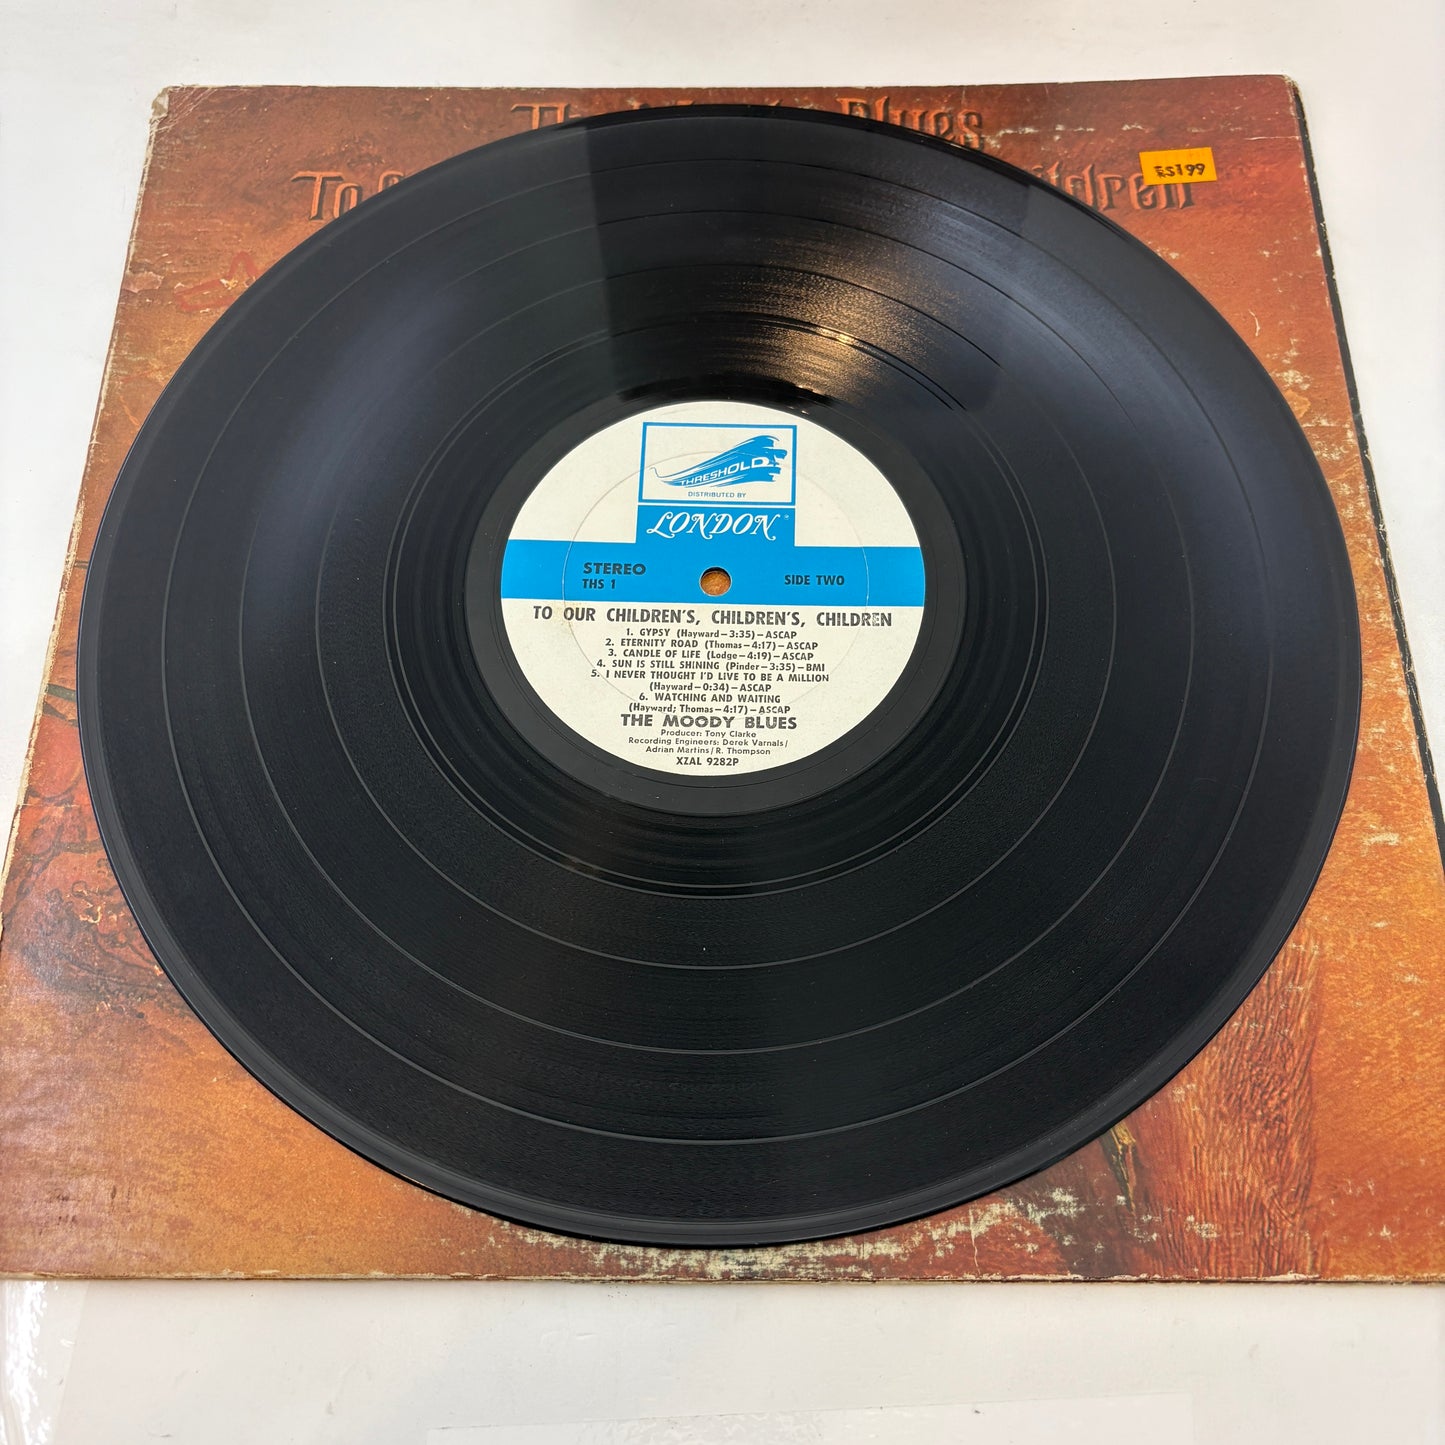 Blues
To
ildren
THRESHOLD
DISTRIBUTED BY
LONDON
STEREO
THS 1
SIDE TWO
TO OUR CHILDREN'S, CHILDREN'S, CHILDREN
1. GYPSY (Hayward—3:35)—ASCAP
2. ETERNITY ROAD (Thomas—4:17)—ASCAP
3. CANDLE OF LIFE (Lodge—4:19)—ASCAP
4. SUN IS STILL SHINING (Pinder—3:35)—BMI
5. I NEVER THOUGHT I'D LIVE TO BE A MILLION
(Hayward—0:34)—ASCAP
6. WATCHING AND WAITING
(Hayward; Thomas—4:17)—ASCAP
THE MOODY BLUES
Producer: Tony Clarke
Recording Engineers: Derek Varnals/
Adrian Martins/R. Thompson
XZAL 9282P